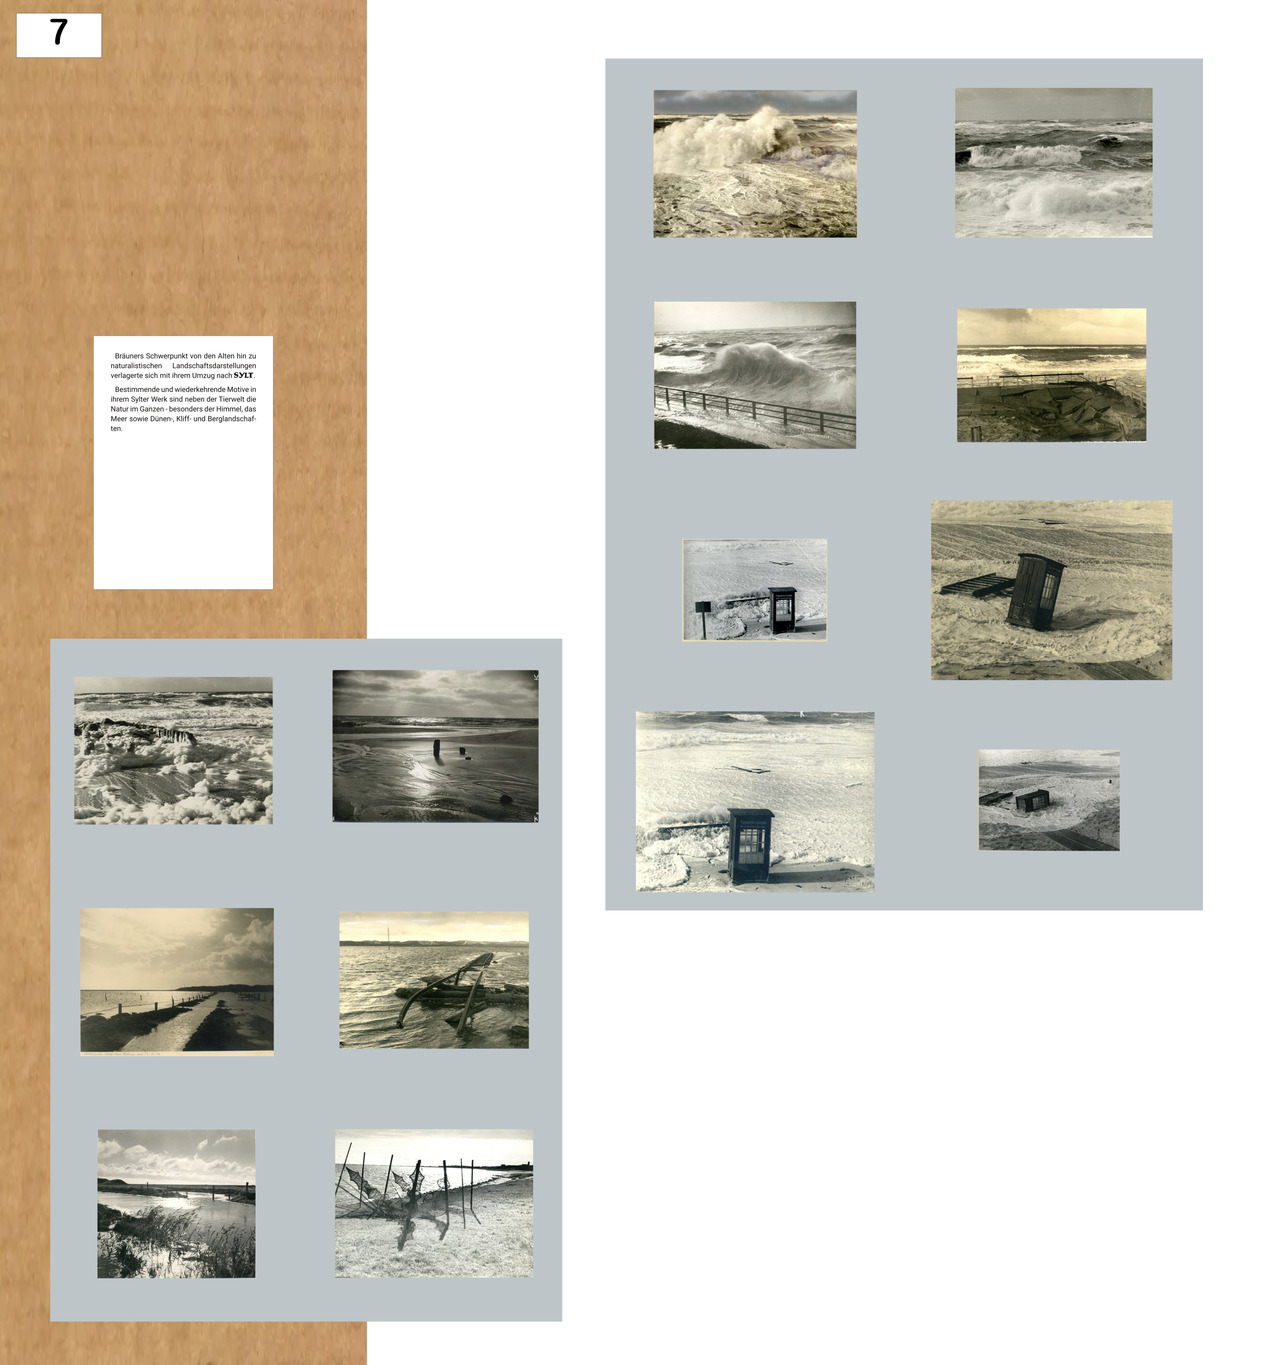 7
Bräuners Schwerpunkt von den Alten hin zu
naturalistischen Landschaftsdarstellungen
verlagerte sich mit ihrem Umzug nach SYLT.
Bestimmende und wiederkehrende Motive in
ihrem Sylter Werk sind neben der Tierwelt die
Natur im Ganzen - besonders der Himmel, das
Meer sowie Dünen-, Kliff- und Berglandschaf-
ten.